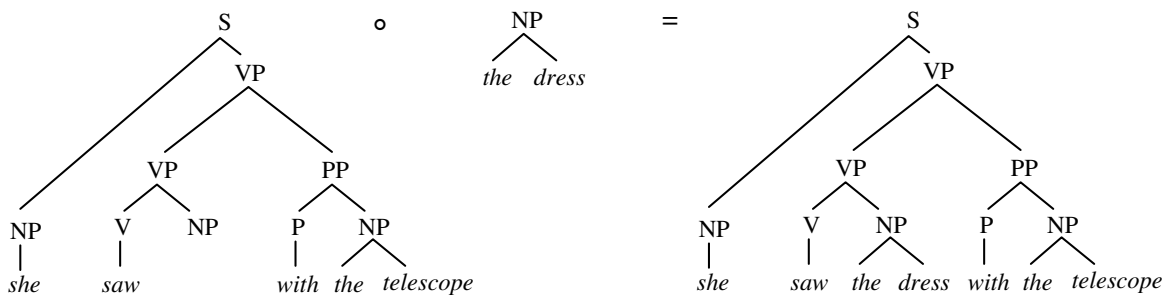 S ∘ NP = S
the dress
VP VP
VP PP VP PP
NP V NP P NP NP V NP P NP
she saw with the telescope she saw the dress with the telescope